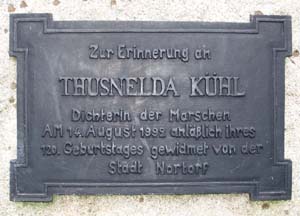 Zur Erinnerung an
THUSNELDA KÜHL
Dichterin der Marschen
Am 14. August 1992 anläßlich ihres
120. Geburtstages gewidmet von der
Stadt Nortorf